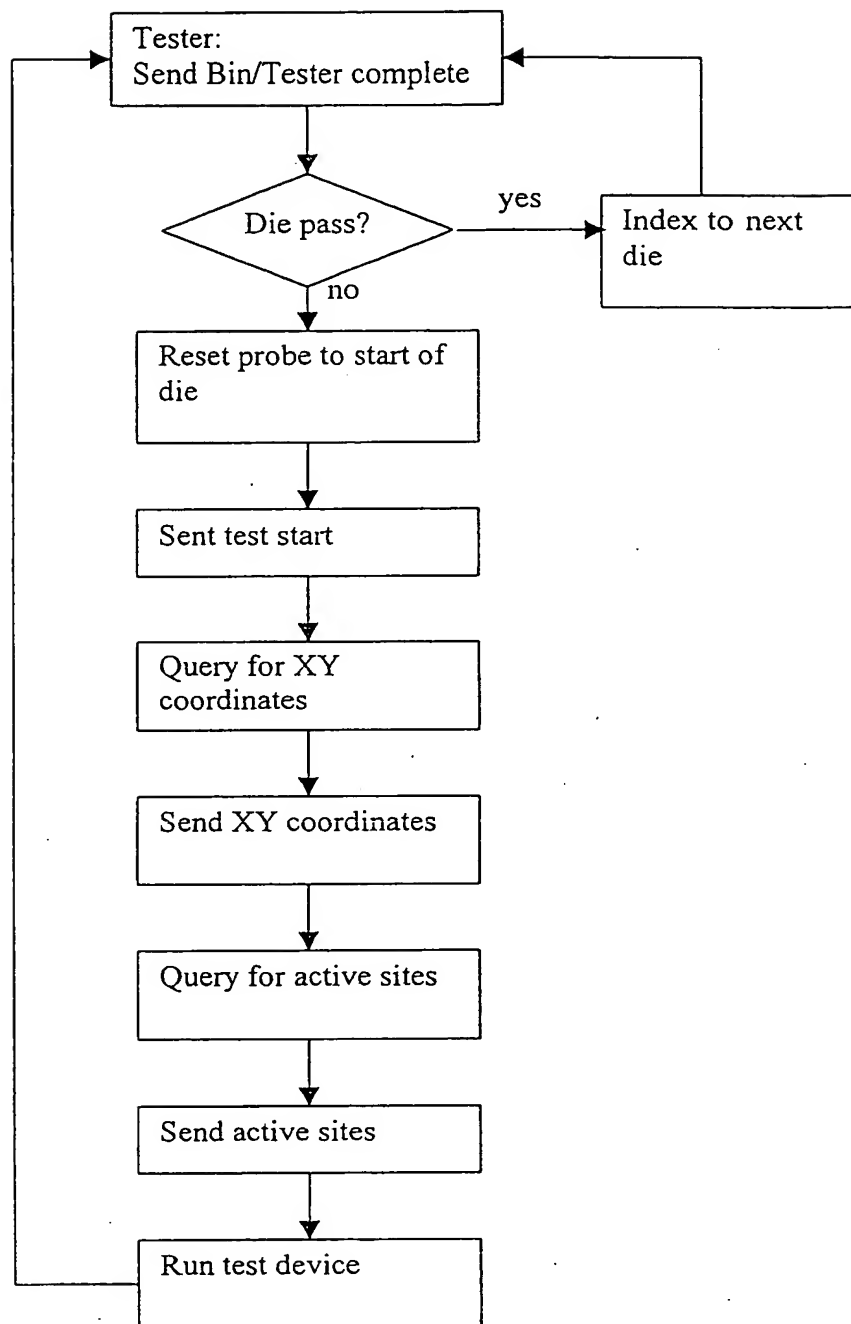 Tester:
Send Bin/Tester complete
Die pass?
yes
Index to next
die
no
Reset probe to start of
die
Sent test start
Query for XY
coordinates
Send XY coordinates
Query for active sites
Send active sites
Run test device